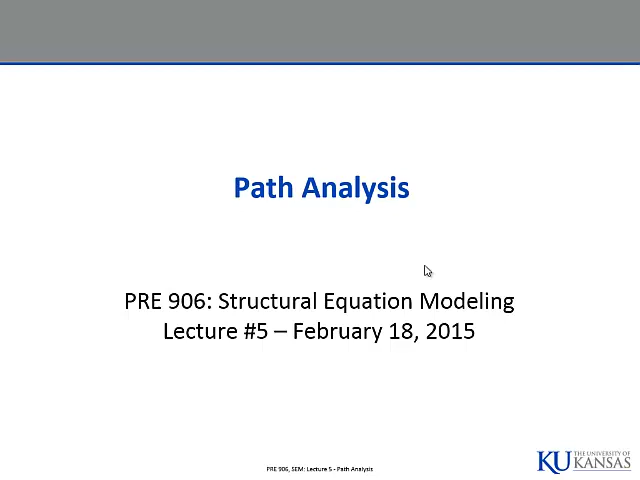 Path Analysis
PRE 906: Structural Equation Modeling
Lecture #5 – February 18, 2015
PRE 906, SEM: Lecture 5 - Path Analysis
KU THE UNIVERSITY OF
KANSAS